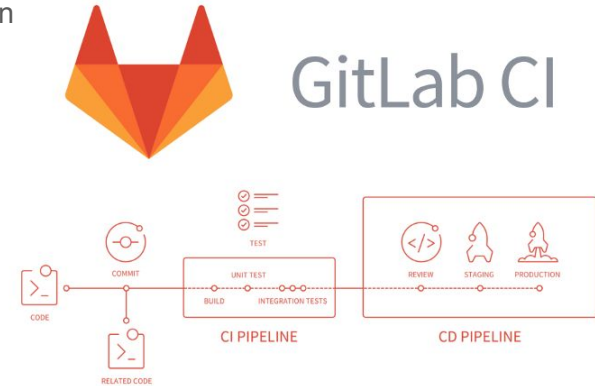 n
GitLab CI
TEST
COMMIT
UNIT TEST
REVIEW
STAGING
PRODUCTION
BUILD
INTEGRATION TESTS
CODE
CI PIPELINE
CD PIPELINE
RELATED CODE